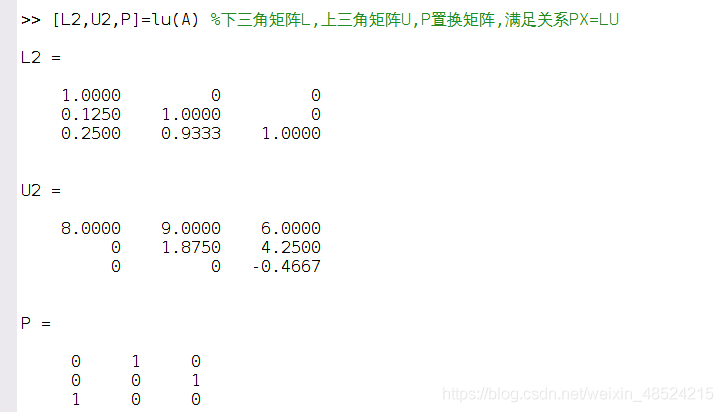 >> [L2,U2,P]=lu(A) %下三角矩阵L,上三角矩阵U,P置换矩阵,满足关系PX=LU
L2 =
1.0000 0 0
0.1250 1.0000 0
0.2500 0.9333 1.0000
U2 =
8.0000 9.0000 6.0000
0 1.8750 4.2500
0 0 -0.4667
P =
0 1 0
0 0 1
1 0 0
https://blog.csdn.net/weixin_48524215